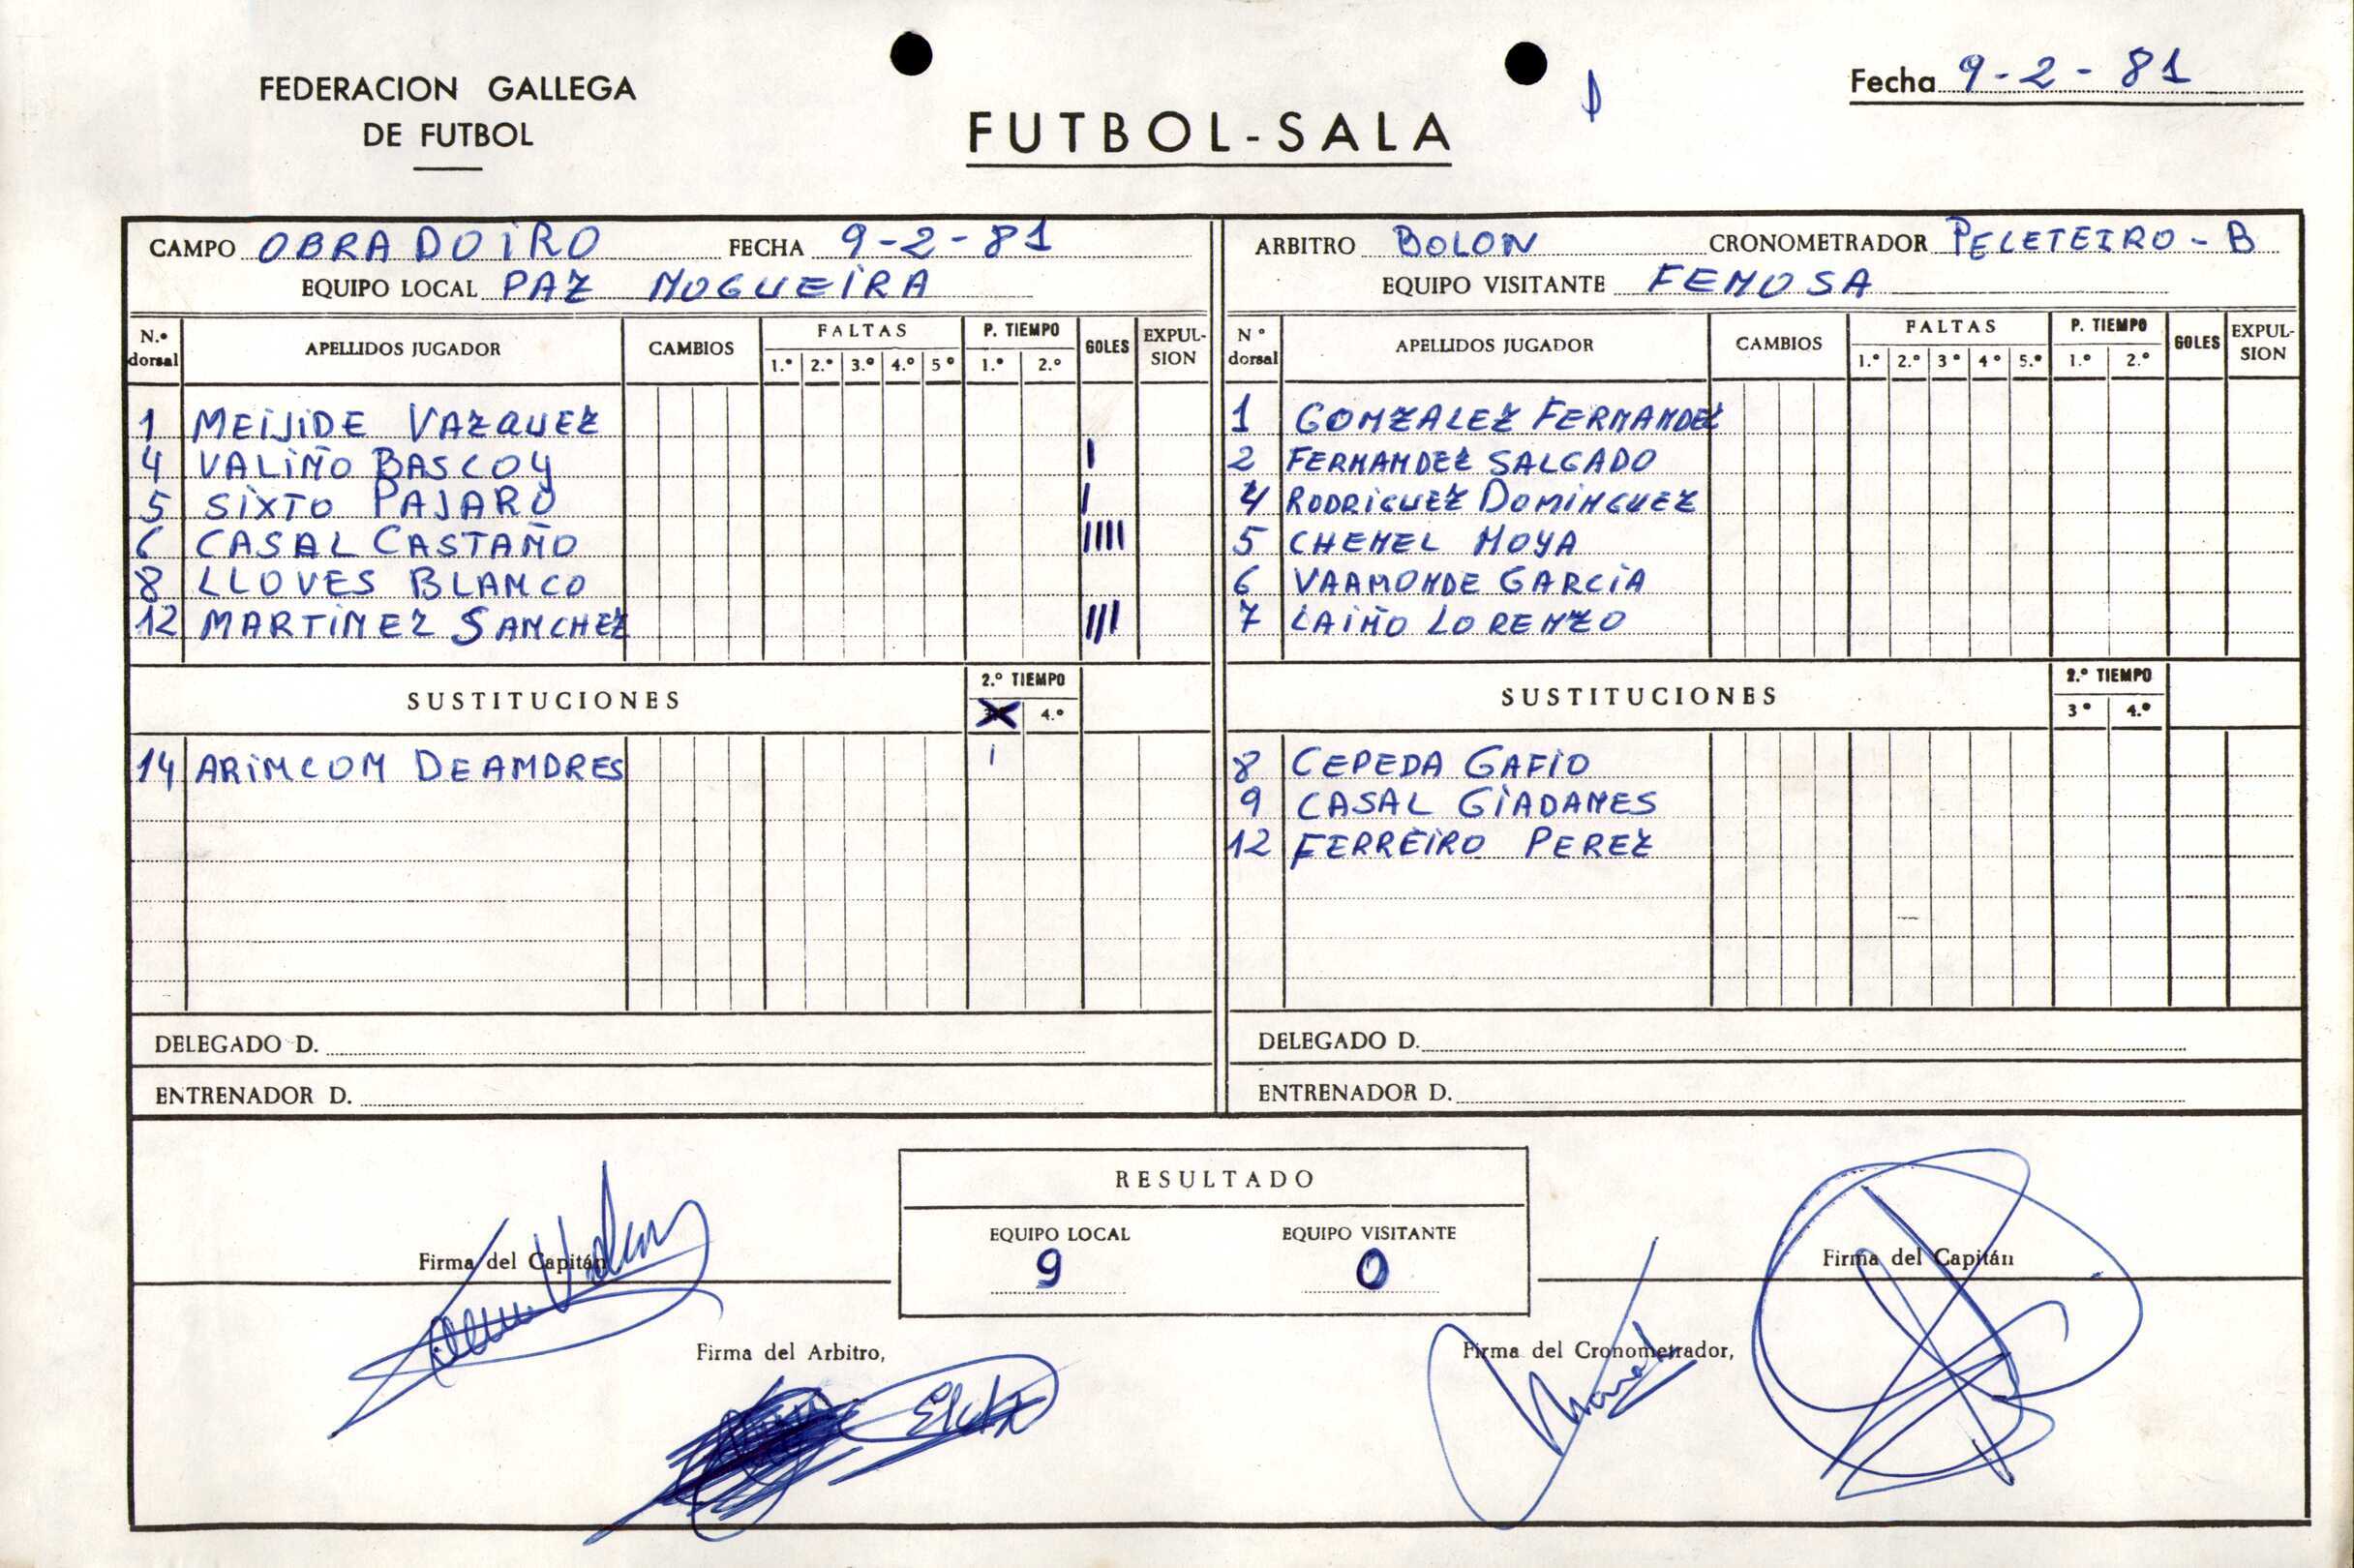 FEDERACION GALLEGA
DE FUTBOL
FUTBOL-SALA
Fecha 9-2-81
CAMPO OBRADOIRO FECHA 9-2-81
EQUIPO LOCAL PAZ NOGUEIRA
N.º dorsal APELLIDOS JUGADOR CAMBIOS FALTAS 1.º 2.º 3.º 4.º 5º P. TIEMPO 1.º 2.º GOLES EXPULSION
1 MEIJIDE VAZQUEZ
4 VALIÑO BASCOY I
5 SIXTO PAJARO I
6 CASAL CASTAÑO IIII
8 LLOVES BLANCO
12 MARTINEZ SANCHEZ III
SUSTITUCIONES 2.º TIEMPO 4.º
14 ARINCON DEANDRES I
DELEGADO D.
ENTRENADOR D.
ARBITRO BOLON CRONOMETRADOR PELETEIRO-B
EQUIPO VISITANTE FEMOSA
Nº dorsal APELLIDOS JUGADOR CAMBIOS FALTAS 1.º 2.º 3º 4º 5.º P. TIEMPO 1.º 2.º GOLES EXPULSION
1 GONZALEZ FERNANDEZ
2 FERNANDEZ SALGADO
4 RODRIGUEZ DOMINGUEZ
5 CHEMEL MOYA
6 VAAMONDE GARCIA
7 LAIÑO LORENZO
SUSTITUCIONES 2.º TIEMPO 3º 4.º
8 CEPEDA GAFIO
9 CASAL GIADANES
12 FERREIRO PEREZ
DELEGADO D.
ENTRENADOR D.
RESULTADO
EQUIPO LOCAL EQUIPO VISITANTE
9 0
Firma del Capitán
Firma del Capitán
Firma del Arbitro,
Firma del Cronometrador,